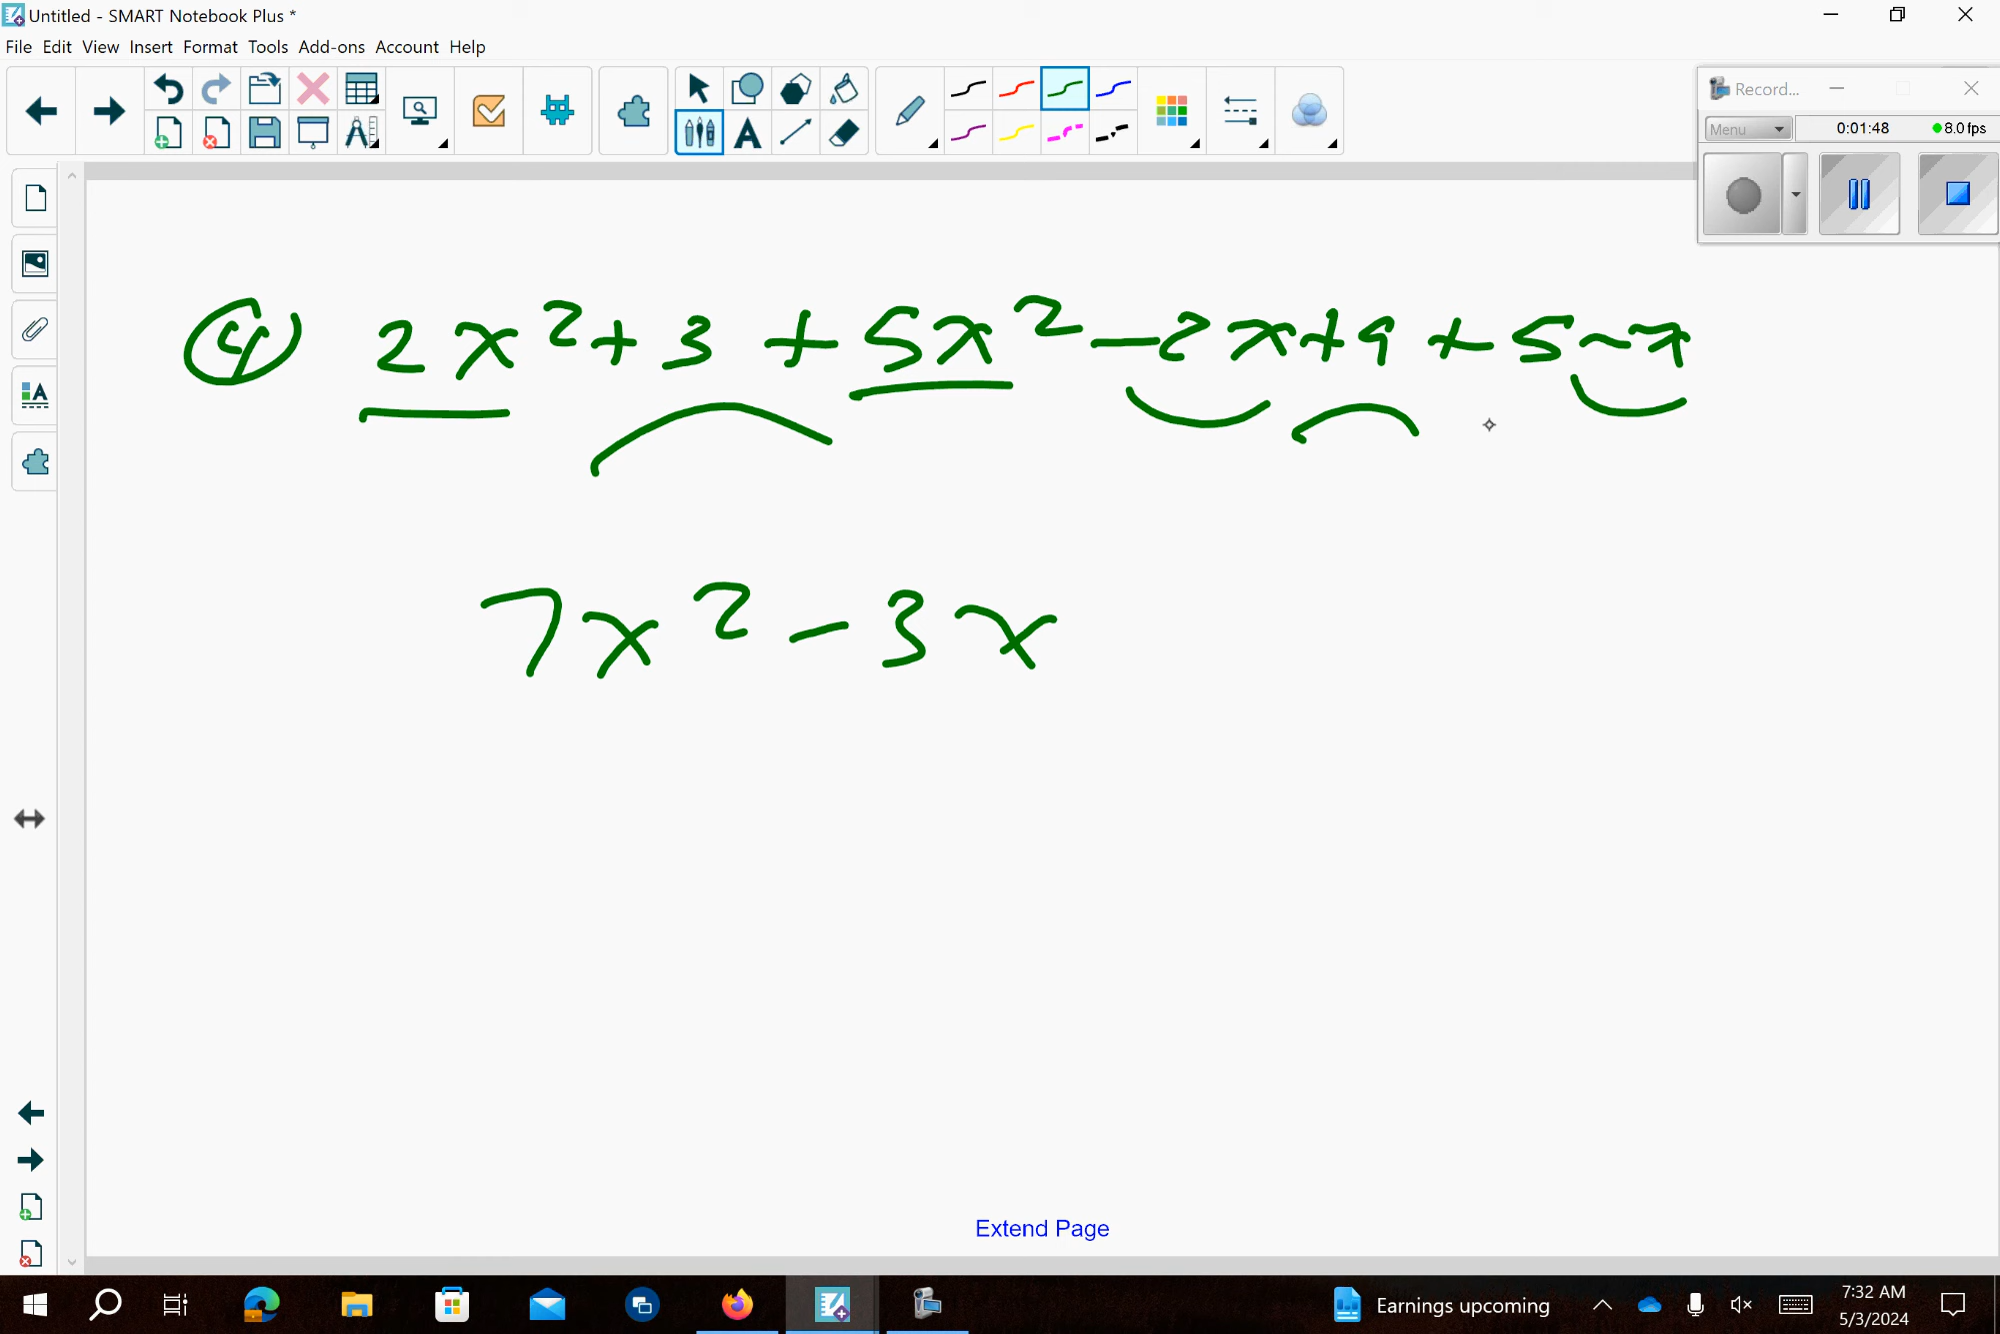 Untitled - SMART Notebook Plus *
File Edit View Insert Format Tools Add-ons Account Help
Record...
Menu 0:01:48 8.0 fps
④ 2x² + 3 + 5x² - 2x + 9 + 5 - x
7x² - 3x
Extend Page
Earnings upcoming
7:32 AM
5/3/2024